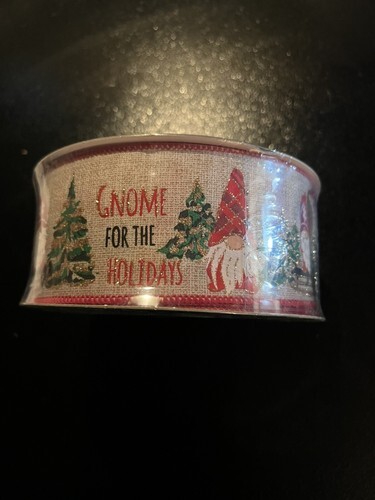 GNOME
FOR THE
HOLIDAYS